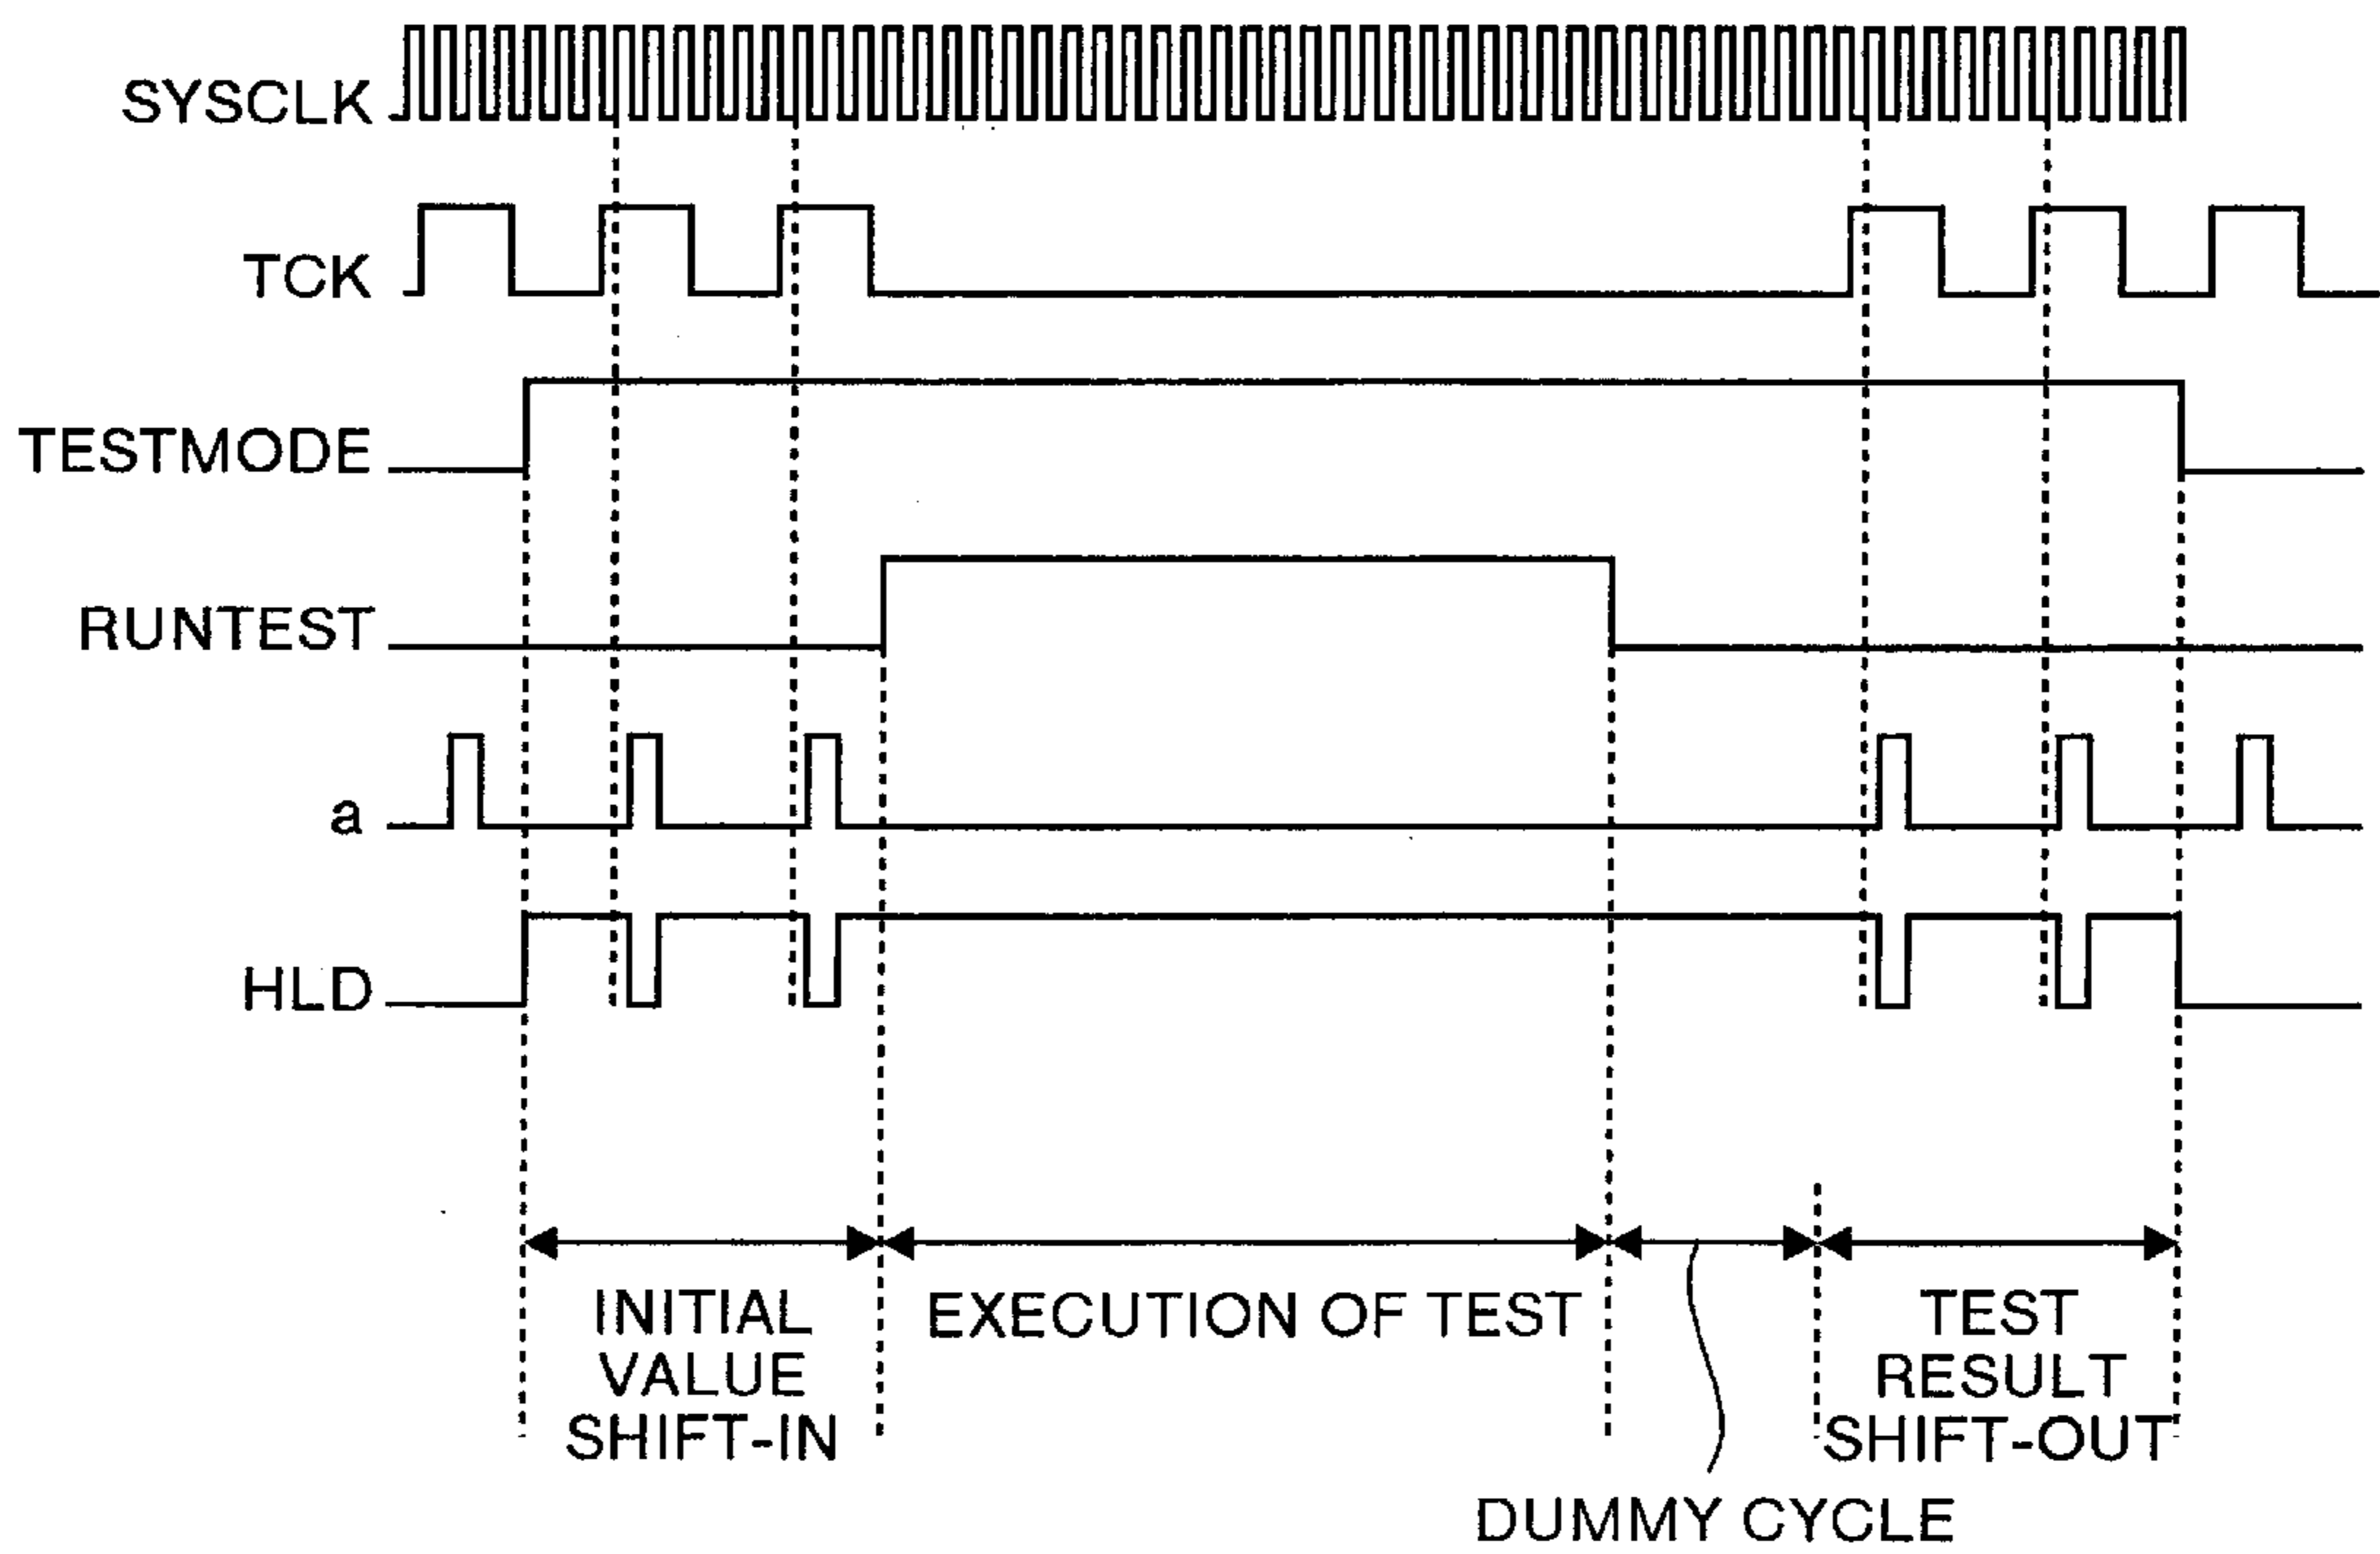 SYSCLK
TCK
TESTMODE
RUNTEST
a
HLD
INITIAL
VALUE
SHIFT-IN
EXECUTION OF TEST
TEST
RESULT
SHIFT-OUT
DUMMY CYCLE